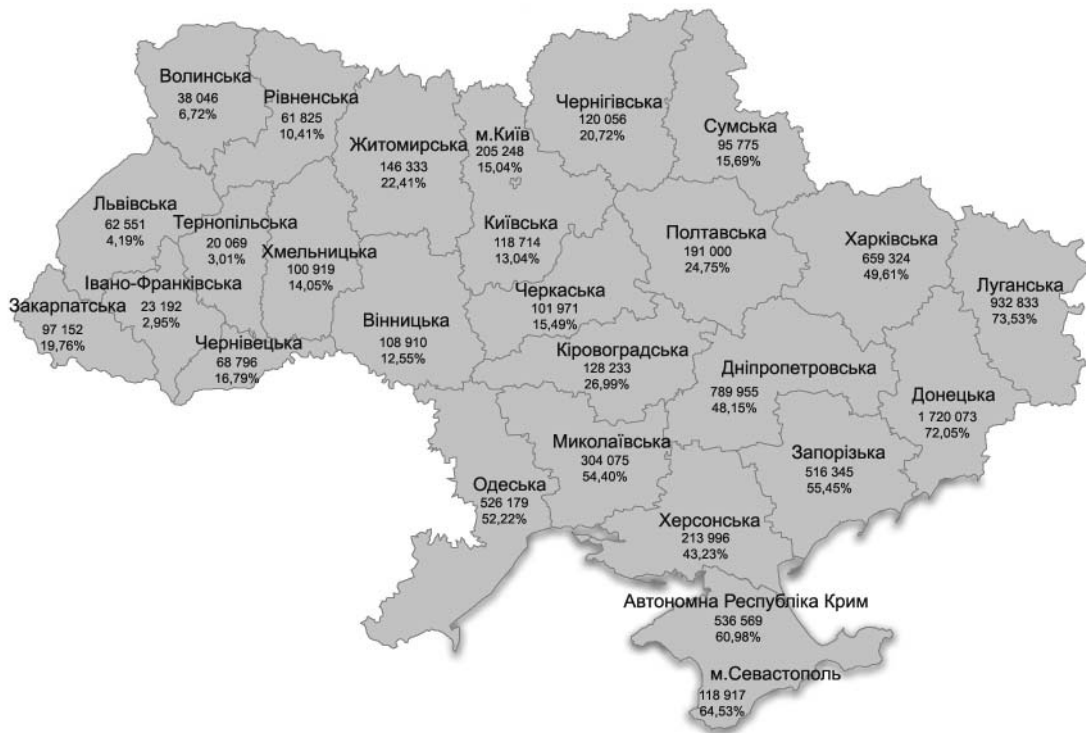 Волинська
38 046
6,72%
Рівненська
61 825
10,41%
Житомирська
146 333
22,41%
м.Київ
205 248
15,04%
Чернігівська
120 056
20,72%
Сумська
95 775
15,69%
Львівська
62 551
4,19%
Тернопільська
20 069
3,01%
Хмельницька
100 919
14,05%
Київська
118 714
13,04%
Полтавська
191 000
24,75%
Харківська
659 324
49,61%
Луганська
932 833
73,53%
Івано-Франківська
23 192
2,95%
Закарпатська
97 152
19,76%
Чернівецька
68 796
16,79%
Вінницька
108 910
12,55%
Черкаська
101 971
15,49%
Кіровоградська
128 233
26,99%
Дніпропетровська
789 955
48,15%
Донецька
1 720 073
72,05%
Миколаївська
304 075
54,40%
Запорізька
516 345
55,45%
Одеська
526 179
52,22%
Херсонська
213 996
43,23%
Автономна Республіка Крим
536 569
60,98%
м.Севастополь
118 917
64,53%